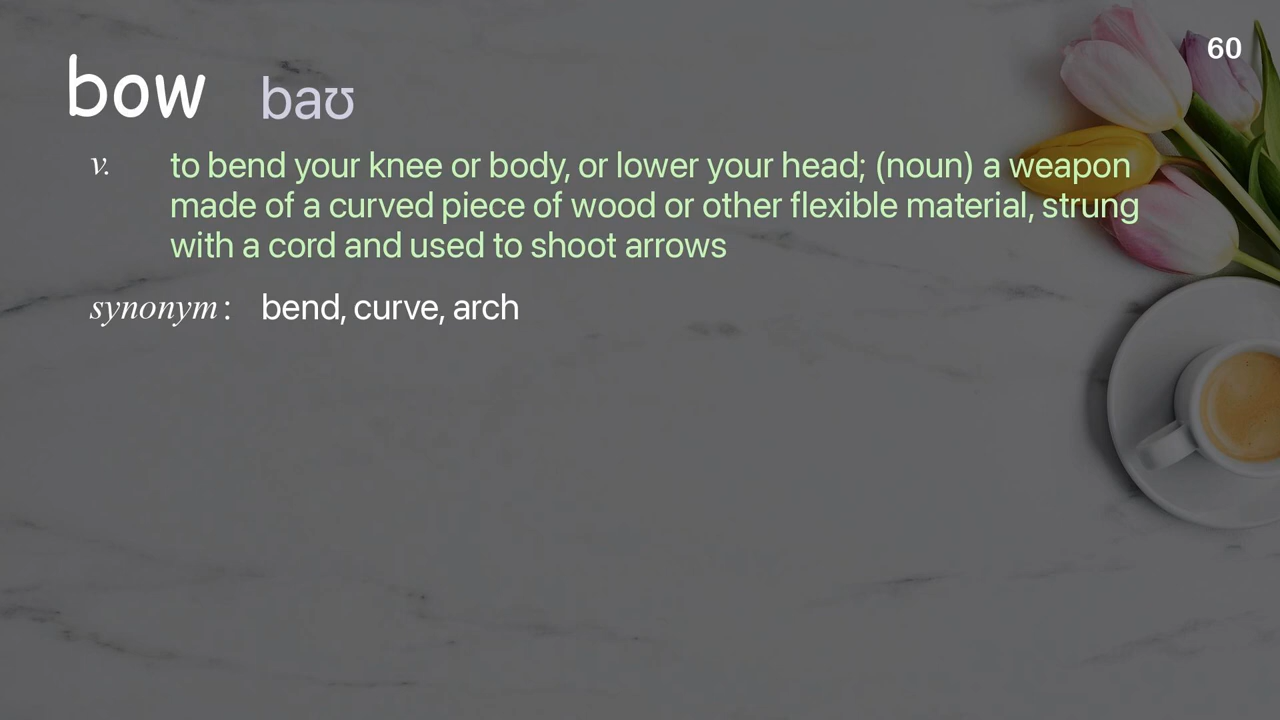 60
bow baʊ
v. to bend your knee or body, or lower your head; (noun) a weapon
made of a curved piece of wood or other flexible material, strung
with a cord and used to shoot arrows
synonym: bend, curve, arch